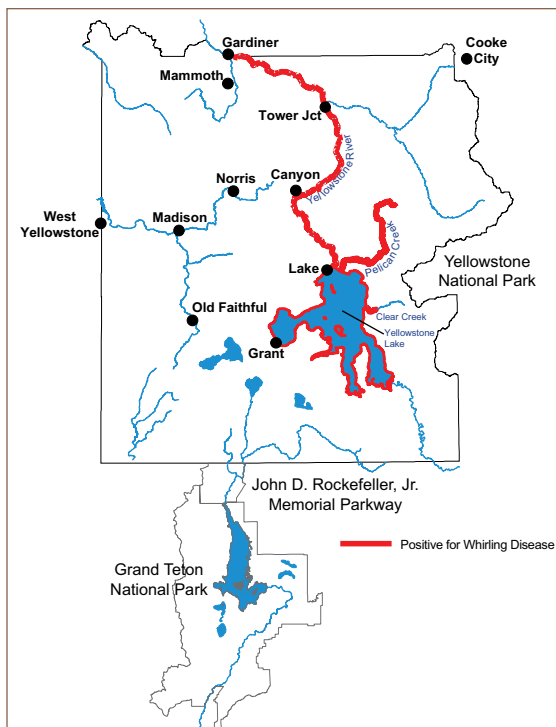 Gardiner
Cooke
City
Mammoth
Tower Jct
Yellowstone River
Norris
Canyon
West
Yellowstone
Madison
Pelican Creek
Lake
Yellowstone
National Park
Old Faithful
Clear Creek
Yellowstone
Lake
Grant
John D. Rockefeller, Jr.
Memorial Parkway
Positive for Whirling Disease
Grand Teton
National Park